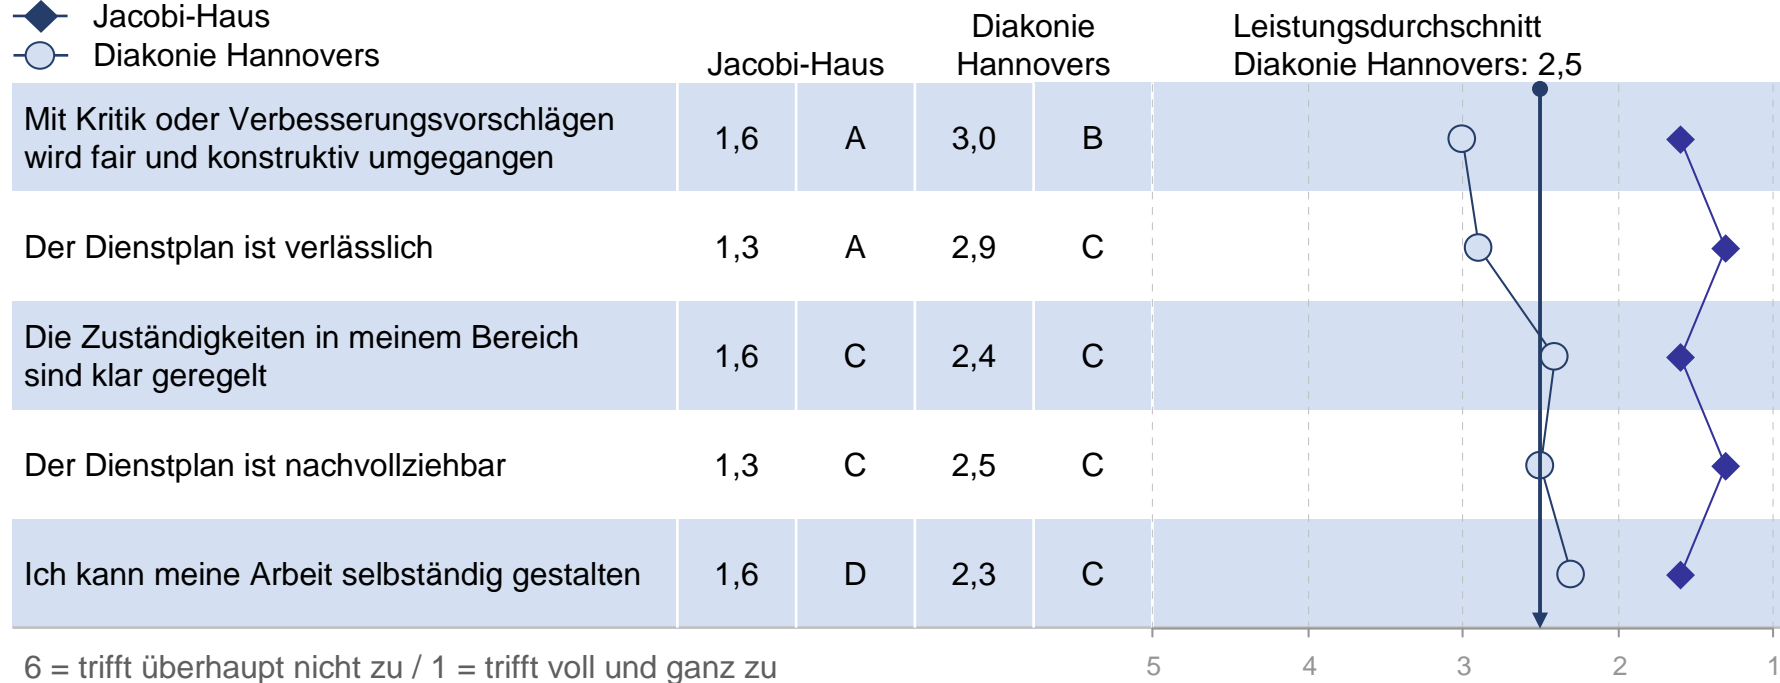 Jacobi-Haus
Diakonie Hannovers
Jacobi-Haus
Diakonie
Hannovers
Leistungsdurchschnitt
Diakonie Hannovers: 2,5
Mit Kritik oder Verbesserungsvorschlägen
wird fair und konstruktiv umgegangen
1,6 A 3,0 B
Der Dienstplan ist verlässlich 1,3 A 2,9 C
Die Zuständigkeiten in meinem Bereich
sind klar geregelt
1,6 C 2,4 C
Der Dienstplan ist nachvollziehbar 1,3 C 2,5 C
Ich kann meine Arbeit selbständig gestalten 1,6 D 2,3 C
6 = trifft überhaupt nicht zu / 1 = trifft voll und ganz zu
5 4 3 2 1